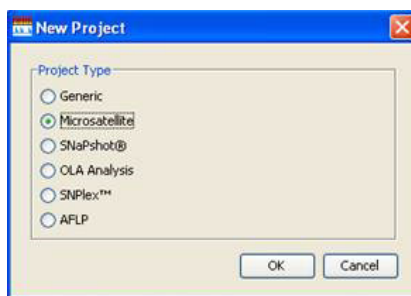 New Project
Project Type
Generic
Microsatellite
SNaPshot®
OLA Analysis
SNPlex™
AFLP
OK Cancel